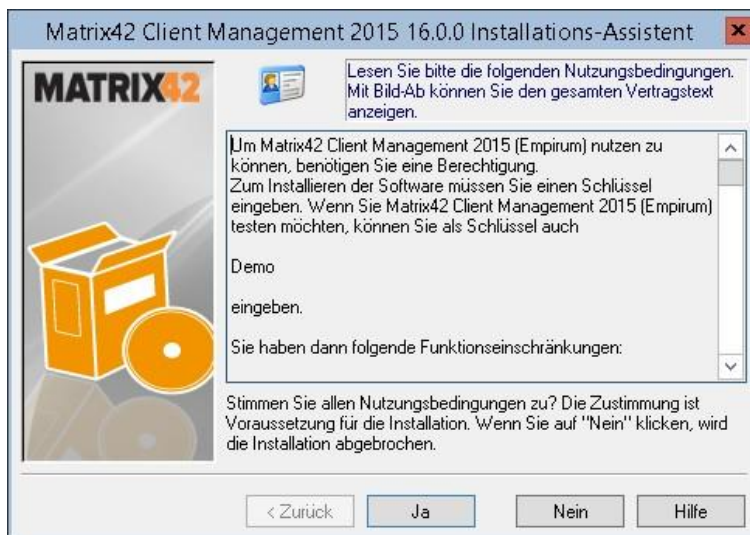 Matrix42 Client Management 2015 16.0.0 Installations-Assistent
MATRIX42
Lesen Sie bitte die folgenden Nutzungsbedingungen.
Mit Bild-Ab können Sie den gesamten Vertragstext
anzeigen.
Um Matrix42 Client Management 2015 (Empirum) nutzen zu
können, benötigen Sie eine Berechtigung.
Zum Installieren der Software müssen Sie einen Schlüssel
eingeben. Wenn Sie Matrix42 Client Management 2015 (Empirum)
testen möchten, können Sie als Schlüssel auch
Demo
eingeben.
Sie haben dann folgende Funktionseinschränkungen:
Stimmen Sie allen Nutzungsbedingungen zu? Die Zustimmung ist
Voraussetzung für die Installation. Wenn Sie auf "Nein" klicken, wird
die Installation abgebrochen.
< Zurück
Ja
Nein
Hilfe